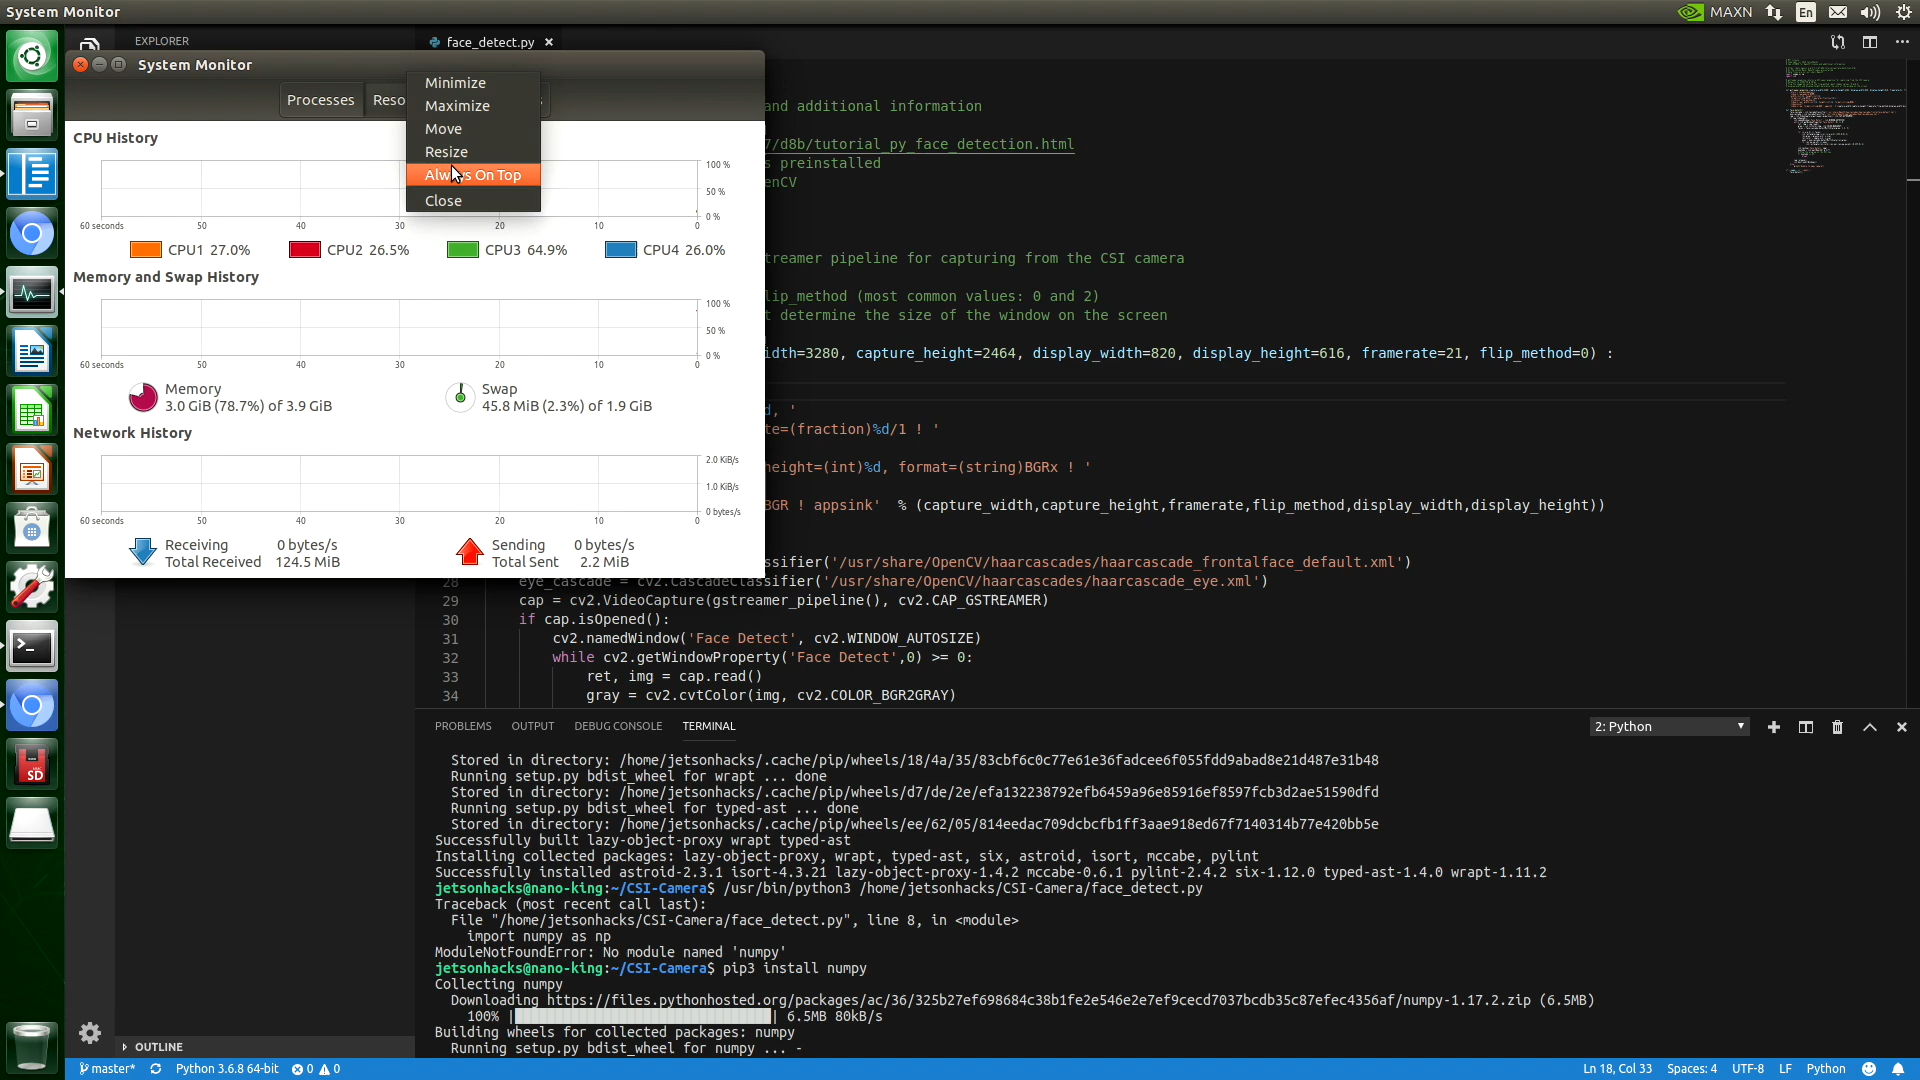 System Monitor
MAXN
En
EXPLORER
face_detect.py
System Monitor
Processes
Reso
Minimize
Maximize
Move
Resize
Always On Top
Close
CPU History
100 %
50 %
0 %
60 seconds 50 40 30 20 10 0
CPU1 27.0% CPU2 26.5% CPU3 64.9% CPU4 26.0%
Memory and Swap History
100 %
50 %
0 %
60 seconds 50 40 30 20 10 0
Memory
3.0 GiB (78.7%) of 3.9 GiB
Swap
45.8 MiB (2.3%) of 1.9 GiB
Network History
2.0 KiB/s
1.0 KiB/s
0 bytes/s
60 seconds 50 40 30 20 10 0
Receiving 0 bytes/s
Total Received 124.5 MiB
Sending 0 bytes/s
Total Sent 2.2 MiB
and additional information
7/d8b/tutorial_py_face_detection.html
s preinstalled
enCV
treamer pipeline for capturing from the CSI camera
lip_method (most common values: 0 and 2)
t determine the size of the window on the screen
idth=3280, capture_height=2464, display_width=820, display_height=616, framerate=21, flip_method=0) :
d, '
te=(fraction)%d/1 ! '
height=(int)%d, format=(string)BGRx ! '
BGR ! appsink' % (capture_width,capture_height,framerate,flip_method,display_width,display_height))
ssifier('/usr/share/OpenCV/haarcascades/haarcascade_frontalface_default.xml')
28 eye_cascade = cv2.CascadeClassifier('/usr/share/OpenCV/haarcascades/haarcascade_eye.xml')
29 cap = cv2.VideoCapture(gstreamer_pipeline(), cv2.CAP_GSTREAMER)
30 if cap.isOpened():
31 cv2.namedWindow('Face Detect', cv2.WINDOW_AUTOSIZE)
32 while cv2.getWindowProperty('Face Detect',0) >= 0:
33 ret, img = cap.read()
34 gray = cv2.cvtColor(img, cv2.COLOR_BGR2GRAY)
PROBLEMS OUTPUT DEBUG CONSOLE TERMINAL
2: Python
Stored in directory: /home/jetsonhacks/.cache/pip/wheels/18/4a/35/83cbf6c0c77e61e36fadcee6f055fdd9abad8e21d487e31b48
Running setup.py bdist_wheel for wrapt ... done
Stored in directory: /home/jetsonhacks/.cache/pip/wheels/d7/de/2e/efa132238792efb6459a96e85916ef8597fcb3d2ae51590dfd
Running setup.py bdist_wheel for typed-ast ... done
Stored in directory: /home/jetsonhacks/.cache/pip/wheels/ee/62/05/814eedac709dcbcfb1ff3aae918ed67f7140314b77e420bb5e
Successfully built lazy-object-proxy wrapt typed-ast
Installing collected packages: lazy-object-proxy, wrapt, typed-ast, six, astroid, isort, mccabe, pylint
Successfully installed astroid-2.3.1 isort-4.3.21 lazy-object-proxy-1.4.2 mccabe-0.6.1 pylint-2.4.2 six-1.12.0 typed-ast-1.4.0 wrapt-1.11.2
jetsonhacks@nano-king:~/CSI-Camera$ /usr/bin/python3 /home/jetsonhacks/CSI-Camera/face_detect.py
Traceback (most recent call last):
File "/home/jetsonhacks/CSI-Camera/face_detect.py", line 8, in <module>
import numpy as np
ModuleNotFoundError: No module named 'numpy'
jetsonhacks@nano-king:~/CSI-Camera$ pip3 install numpy
Collecting numpy
Downloading https://files.pythonhosted.org/packages/ac/36/325b27ef698684c38b1fe2e546e2e7ef9cecd7037bcdb35c87efec4356af/numpy-1.17.2.zip (6.5MB)
100% | | 6.5MB 80kB/s
Building wheels for collected packages: numpy
Running setup.py bdist_wheel for numpy ... -
OUTLINE
SD
master* Python 3.6.8 64-bit 0 0
Ln 18, Col 33 Spaces: 4 UTF-8 LF Python